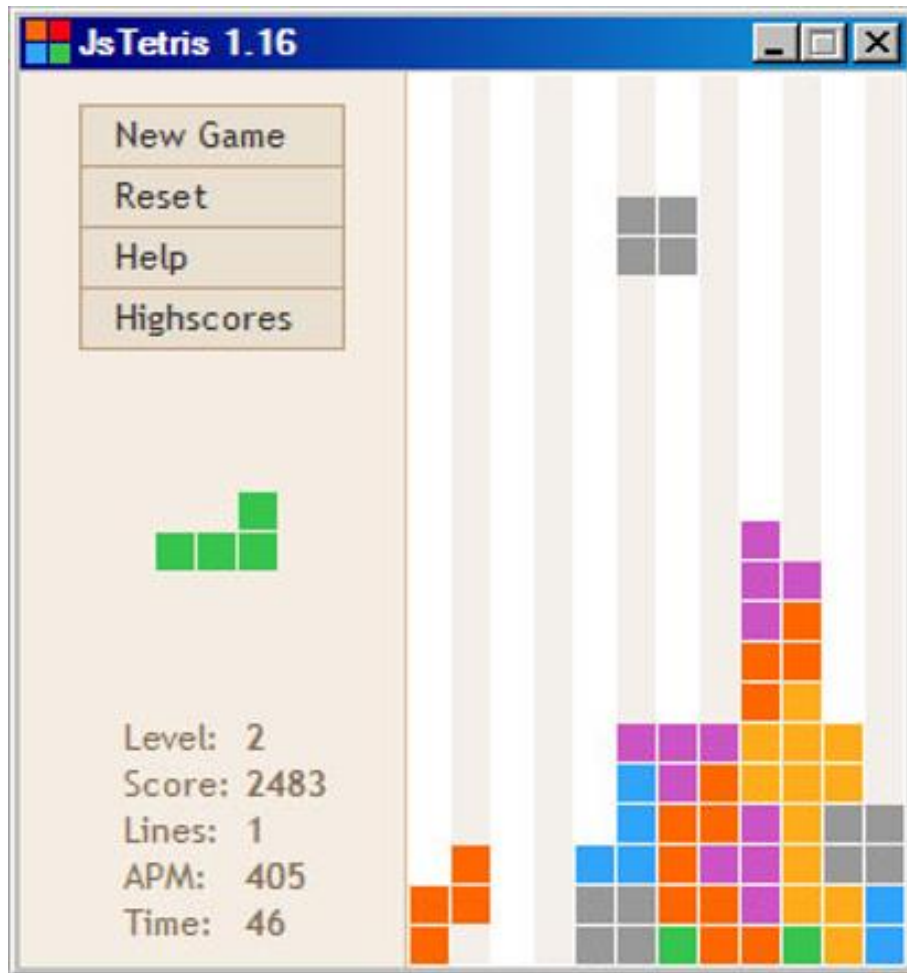 JsTetris 1.16
New Game
Reset
Help
Highscores
Level: 2
Score: 2483
Lines: 1
APM: 405
Time: 46